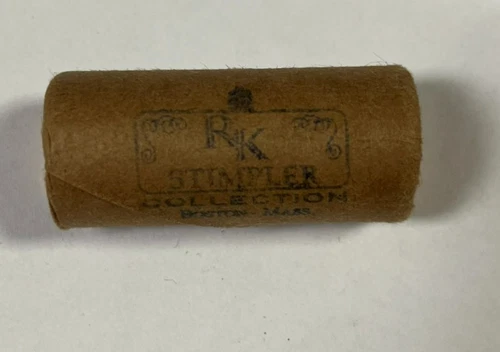 RK
STIMPLER
COLLECTION
BOSTON - MASS.